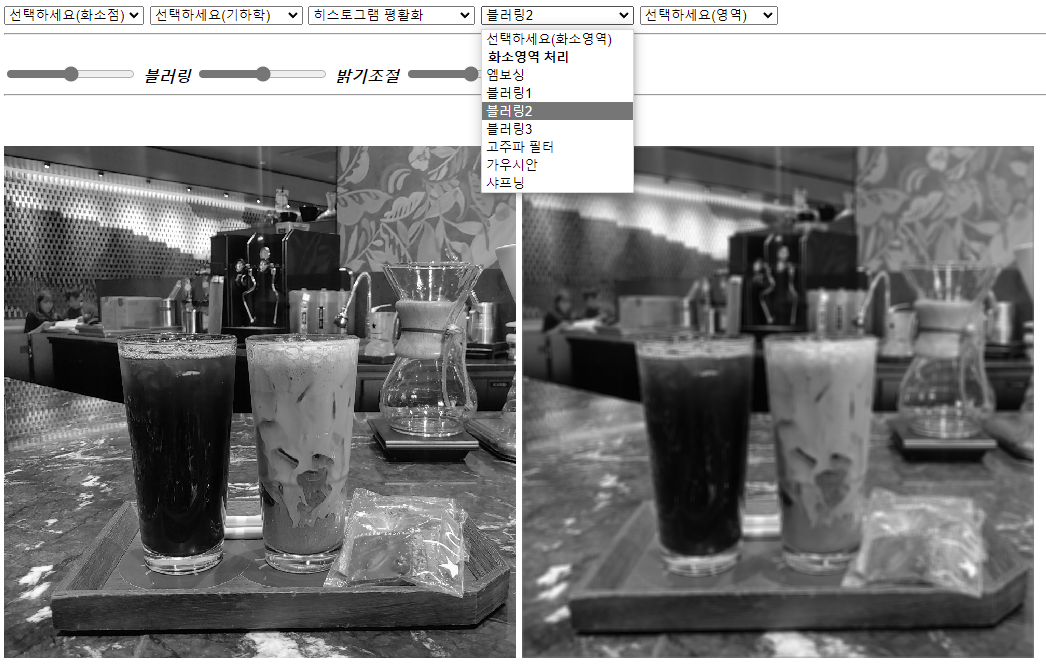 선택하세요(화소점) 선택하세요(기하학) 히스토그램 평활화 블러링2 선택하세요(영역)
선택하세요(화소영역)
화소영역 처리
엠보싱
블러링1
블러링2
블러링3
고주파 필터
가우시안
샤프닝
블러링 밝기조절